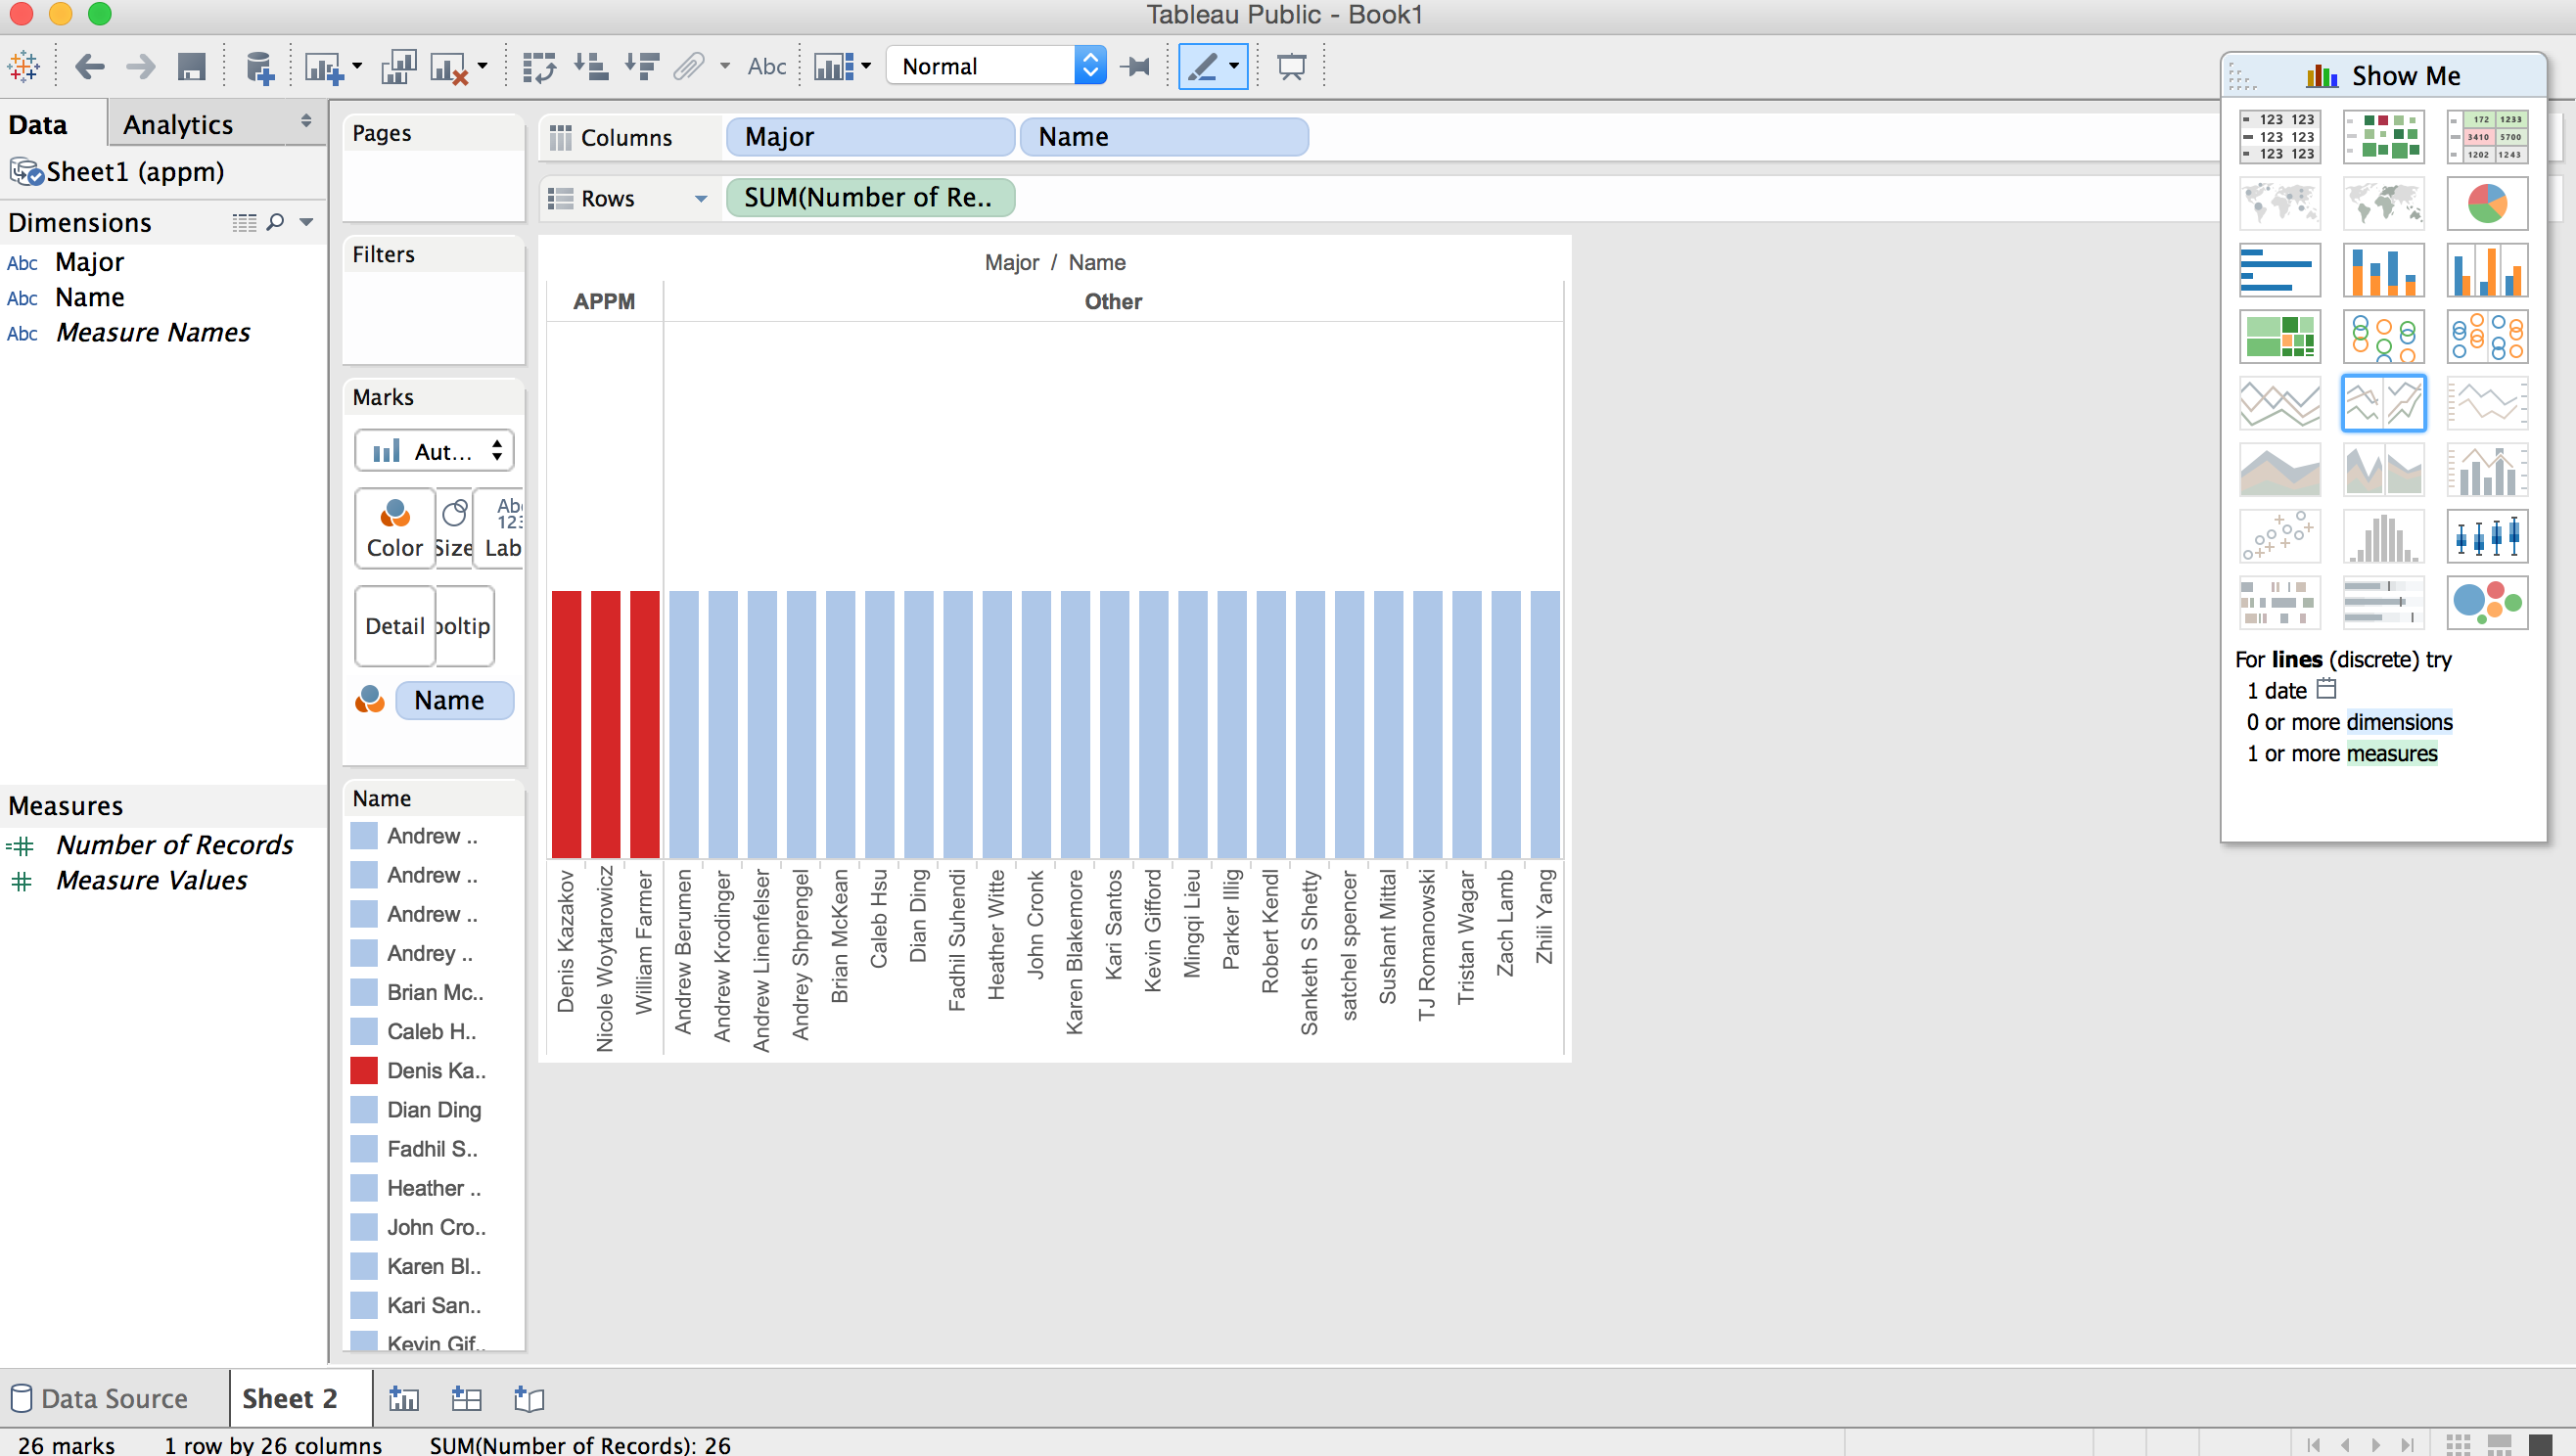 Tableau Public - Book1
Abc
Normal
Show Me
Data
Analytics
Sheet1 (appm)
Dimensions
Abc Major
Abc Name
Abc Measure Names
Measures
Number of Records
Measure Values
Pages
Filters
Marks
Aut...
Color
Size
Lab
Detail
ooltip
Name
Name
Andrew ..
Andrew ..
Andrew ..
Andrey ..
Brian Mc..
Caleb H..
Denis Ka..
Dian Ding
Fadhil S..
Heather ..
John Cro..
Karen Bl..
Kari San..
Kevin Gif..
Columns Major Name
Rows SUM(Number of Re..
Major / Name
APPM Other
Denis Kazakov
Nicole Woytarowicz
William Farmer
Andrew Berumen
Andrew Krodinger
Andrew Linnenfelser
Andrey Shprengel
Brian McKean
Caleb Hsu
Dian Ding
Fadhil Suhendi
Heather Witte
John Cronk
Karen Blakemore
Kari Santos
Kevin Gifford
Mingqi Lieu
Parker Illig
Robert Kendl
Sanketh S Shetty
satchel spencer
Sushant Mittal
TJ Romanowski
Tristan Wagar
Zach Lamb
Zhili Yang
123 123
123 123
123 123
172 1233
3410 5700
1202 1243
For lines (discrete) try
1 date
0 or more dimensions
1 or more measures
Data Source
Sheet 2
26 marks 1 row by 26 columns SUM(Number of Records): 26